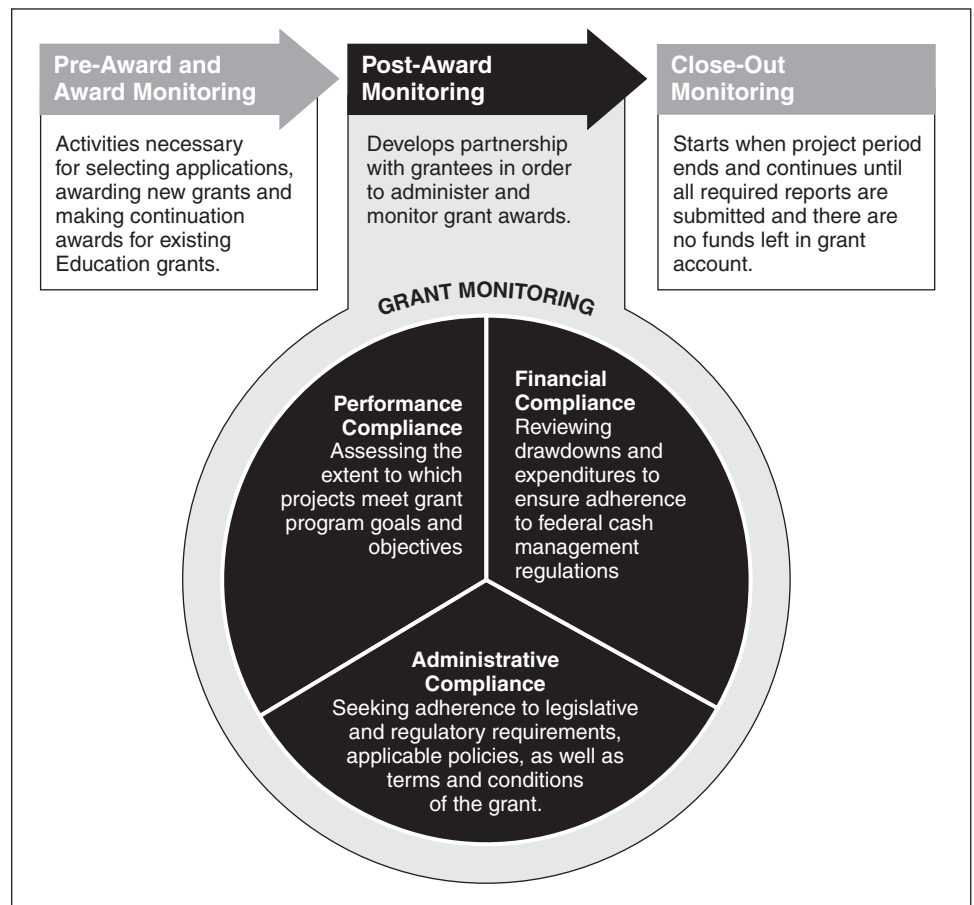 Pre-Award and
Award Monitoring
Activities necessary
for selecting applications,
awarding new grants and
making continuation
awards for existing
Education grants.
Post-Award
Monitoring
Develops partnership
with grantees in order
to administer and
monitor grant awards.
Close-Out
Monitoring
Starts when project period
ends and continues until
all required reports are
submitted and there are
no funds left in grant
account.
GRANT MONITORING
Performance
Compliance
Assessing the
extent to which
projects meet grant
program goals and
objectives
Financial
Compliance
Reviewing
drawdowns and
expenditures to
ensure adherence
to federal cash
management
regulations
Administrative
Compliance
Seeking adherence to legislative
and regulatory requirements,
applicable policies, as well as
terms and conditions
of the grant.